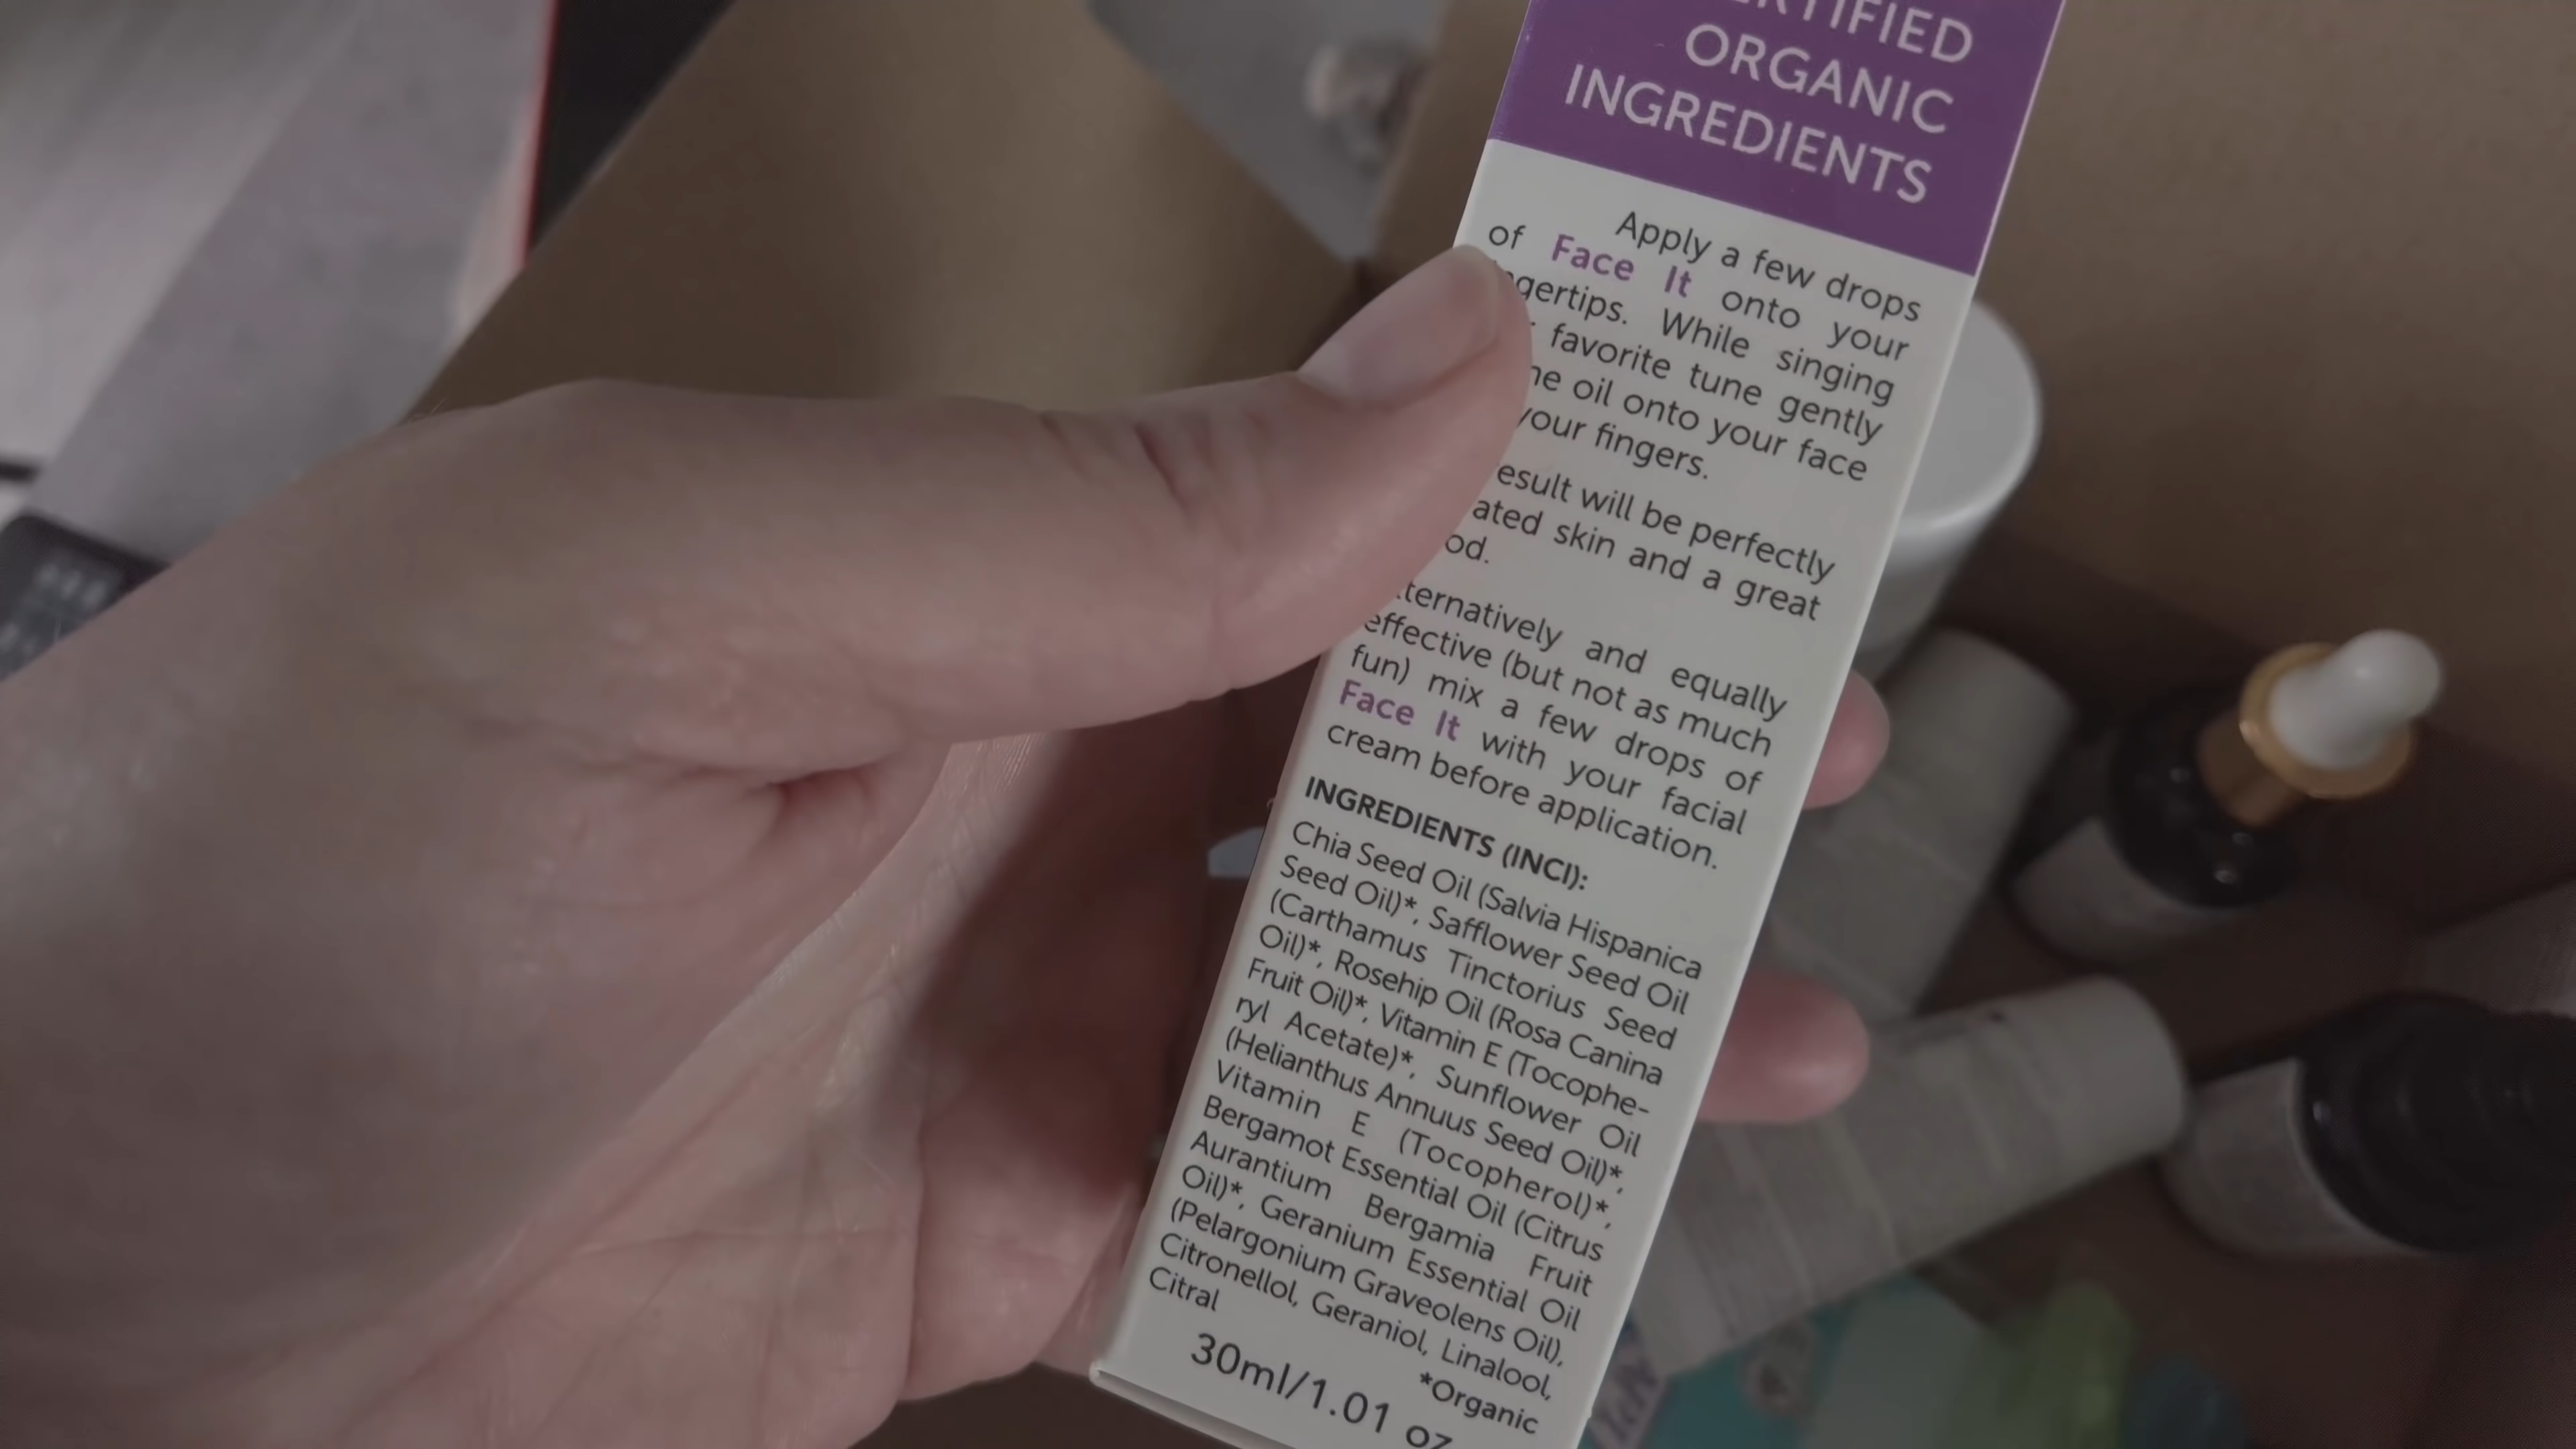 ORGANIC
INGREDIENTS
Apply a few drops
of Face It onto your
While singing
favorite tune gently
oil onto your face
your fingers.
will be perfectly
skin and a great
and equally
effective (but not as much
fun) mix a few drops of
Face It with your facial
cream before application.
INGREDIENTS (INCI):
Chia Seed Oil (Salvia Hispanica
Seed Oil)*, Safflower Seed Oil
(Carthamus Tinctorius Seed
Oil)*, Rosehip Oil (Rosa Canina
Fruit Oil)*, Vitamin E (Tocophe-
ryl Acetate)*, Sunflower Oil
(Helianthus Annuus Seed Oil)*,
Vitamin E (Tocopherol)*,
Bergamot Essential Oil (Citrus
Aurantium Bergamia Fruit
Oil)*, Geranium Essential Oil
(Pelargonium Graveolens Oil),
Citronellol, Geraniol, Linalool,
Citral
*Organic
30ml/1.01 oz